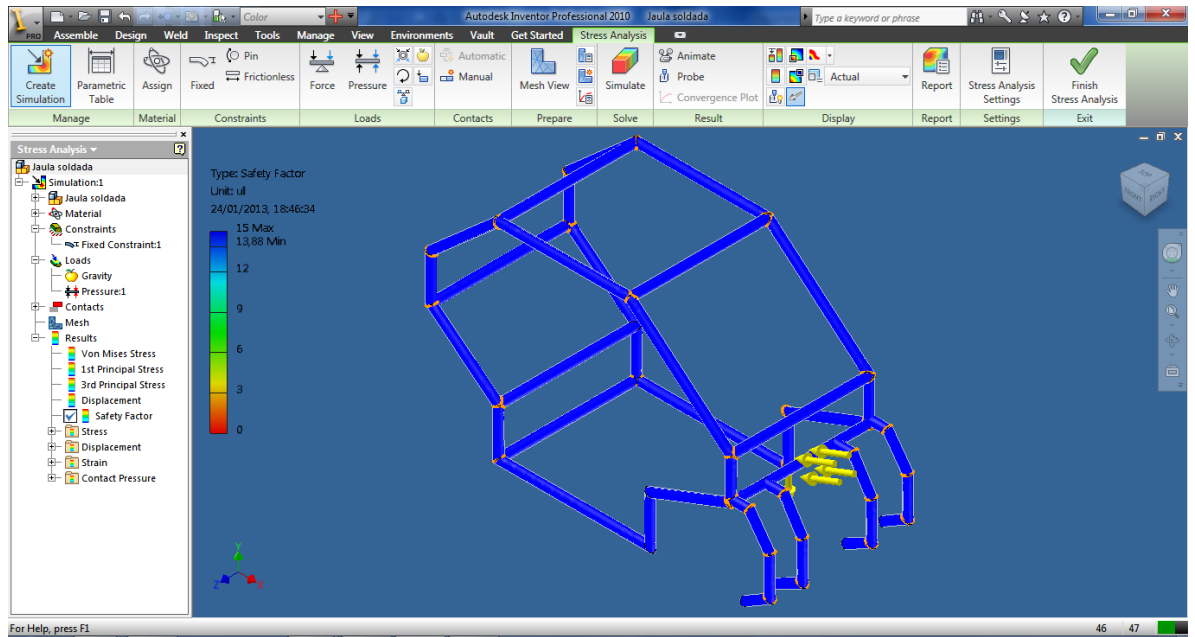 Color
Autodesk Inventor Professional 2010 Jaula soldada
Type a keyword or phrase
PRO
Assemble Design Weld Inspect Tools Manage View Environments Vault Get Started Stress Analysis
Create Simulation
Parametric Table
Assign
Fixed
Pin
Frictionless
Force
Pressure
Automatic
Manual
Mesh View
Simulate
Animate
Probe
Convergence Plot
Actual
Report
Stress Analysis Settings
Finish Stress Analysis
Manage Material Constraints Loads Contacts Prepare Solve Result Display Report Settings Exit
Stress Analysis
Jaula soldada
Simulation:1
Jaula soldada
Material
Constraints
Fixed Constraint:1
Loads
Gravity
Pressure:1
Contacts
Mesh
Results
Von Mises Stress
1st Principal Stress
3rd Principal Stress
Displacement
Safety Factor
Stress
Displacement
Strain
Contact Pressure
Type: Safety Factor
Unit: ul
24/01/2013, 18:46:34
15 Max
13,88 Min
12
9
6
3
0
TOP
FRONT
RIGHT
Y
Z
X
For Help, press F1
46 47